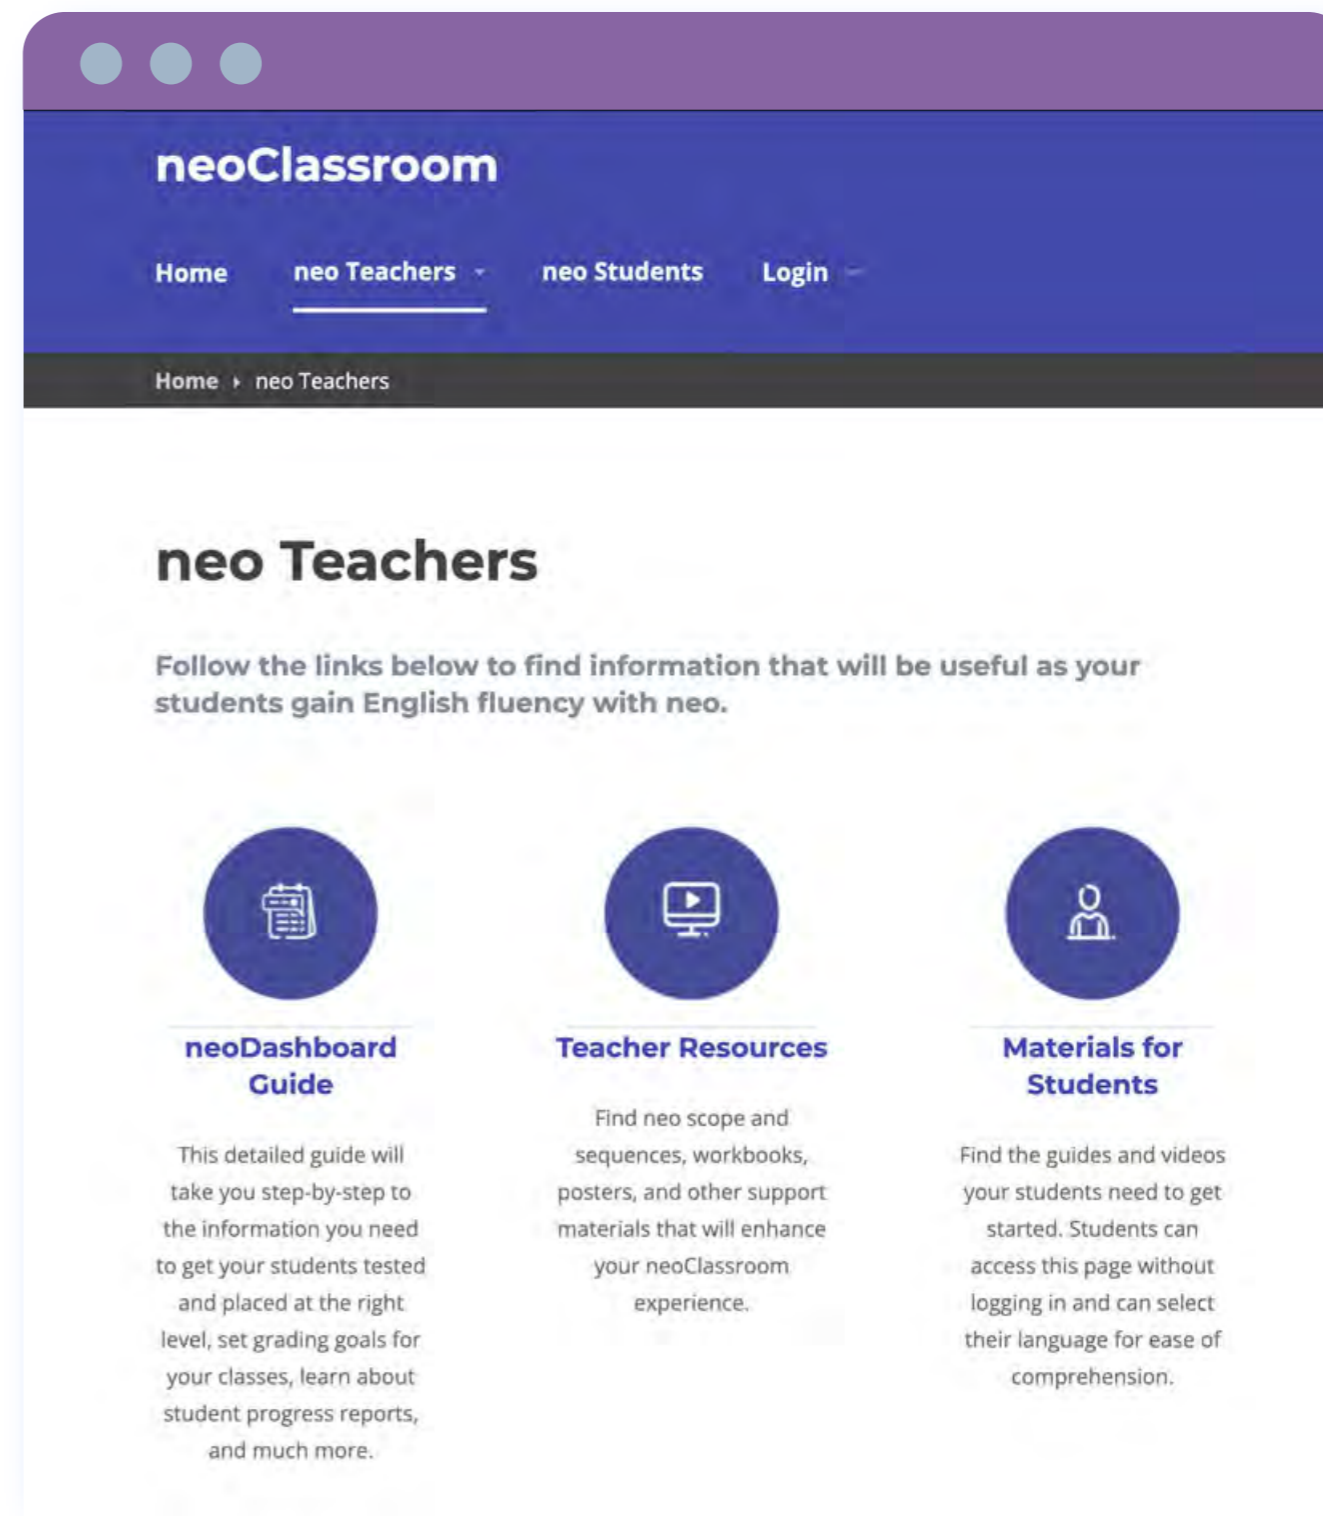 neoClassroom
Home neo Teachers neo Students Login
Home neo Teachers
neo Teachers
Follow the links below to find information that will be useful as your
students gain English fluency with neo.
neoDashboard
Guide
This detailed guide will
take you step-by-step to
the information you need
to get your students tested
and placed at the right
level, set grading goals for
your classes, learn about
student progress reports,
and much more.
Teacher Resources
Find neo scope and
sequences, workbooks,
posters, and other support
materials that will enhance
your neoClassroom
experience.
Materials for
Students
Find the guides and videos
your students need to get
started. Students can
access this page without
logging in and can select
their language for ease of
comprehension.